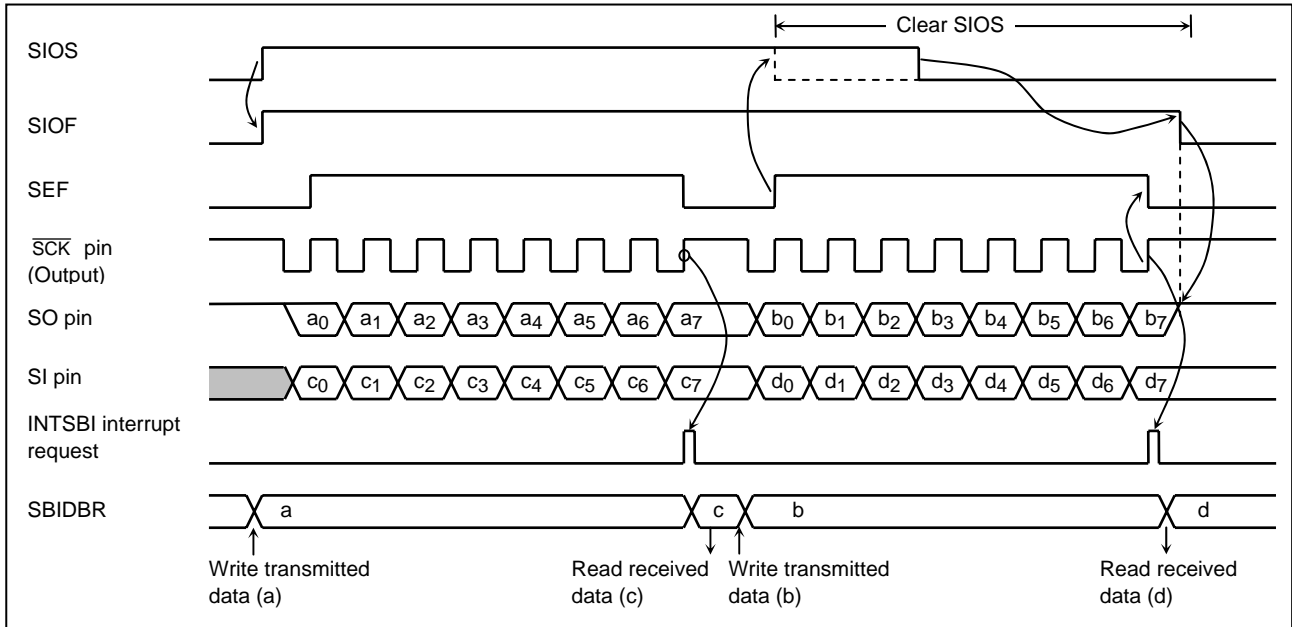 Clear SIOS
SIOS
SIOF
SEF
SCK pin
(Output)
SO pin
a0 a1 a2 a3 a4 a5 a6 a7 b0 b1 b2 b3 b4 b5 b6 b7
SI pin
c0 c1 c2 c3 c4 c5 c6 c7 d0 d1 d2 d3 d4 d5 d6 d7
INTSBI interrupt
request
SBIDBR
a c b d
Write transmitted
data (a)
Read received
data (c)
Write transmitted
data (b)
Read received
data (d)